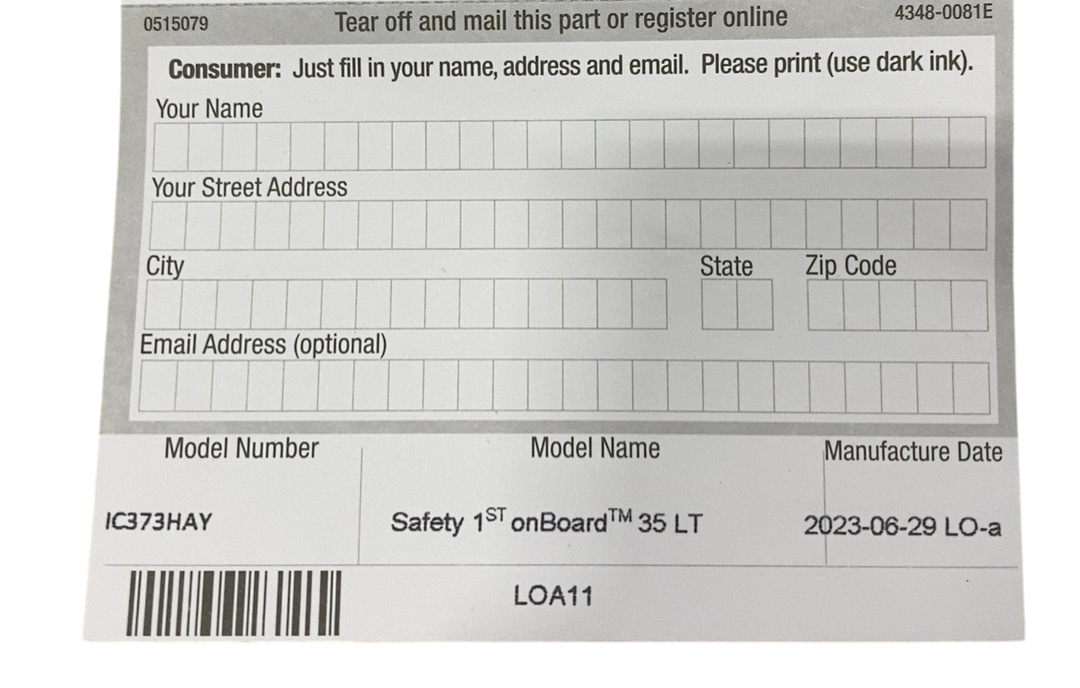 0515079 Tear off and mail this part or register online 4348-0081E
Consumer: Just fill in your name, address and email. Please print (use dark ink).
Your Name
Your Street Address
City State Zip Code
Email Address (optional)
Model Number Model Name Manufacture Date
IC373HAY Safety 1ST onBoard™ 35 LT 2023-06-29 LO-a
LOA11